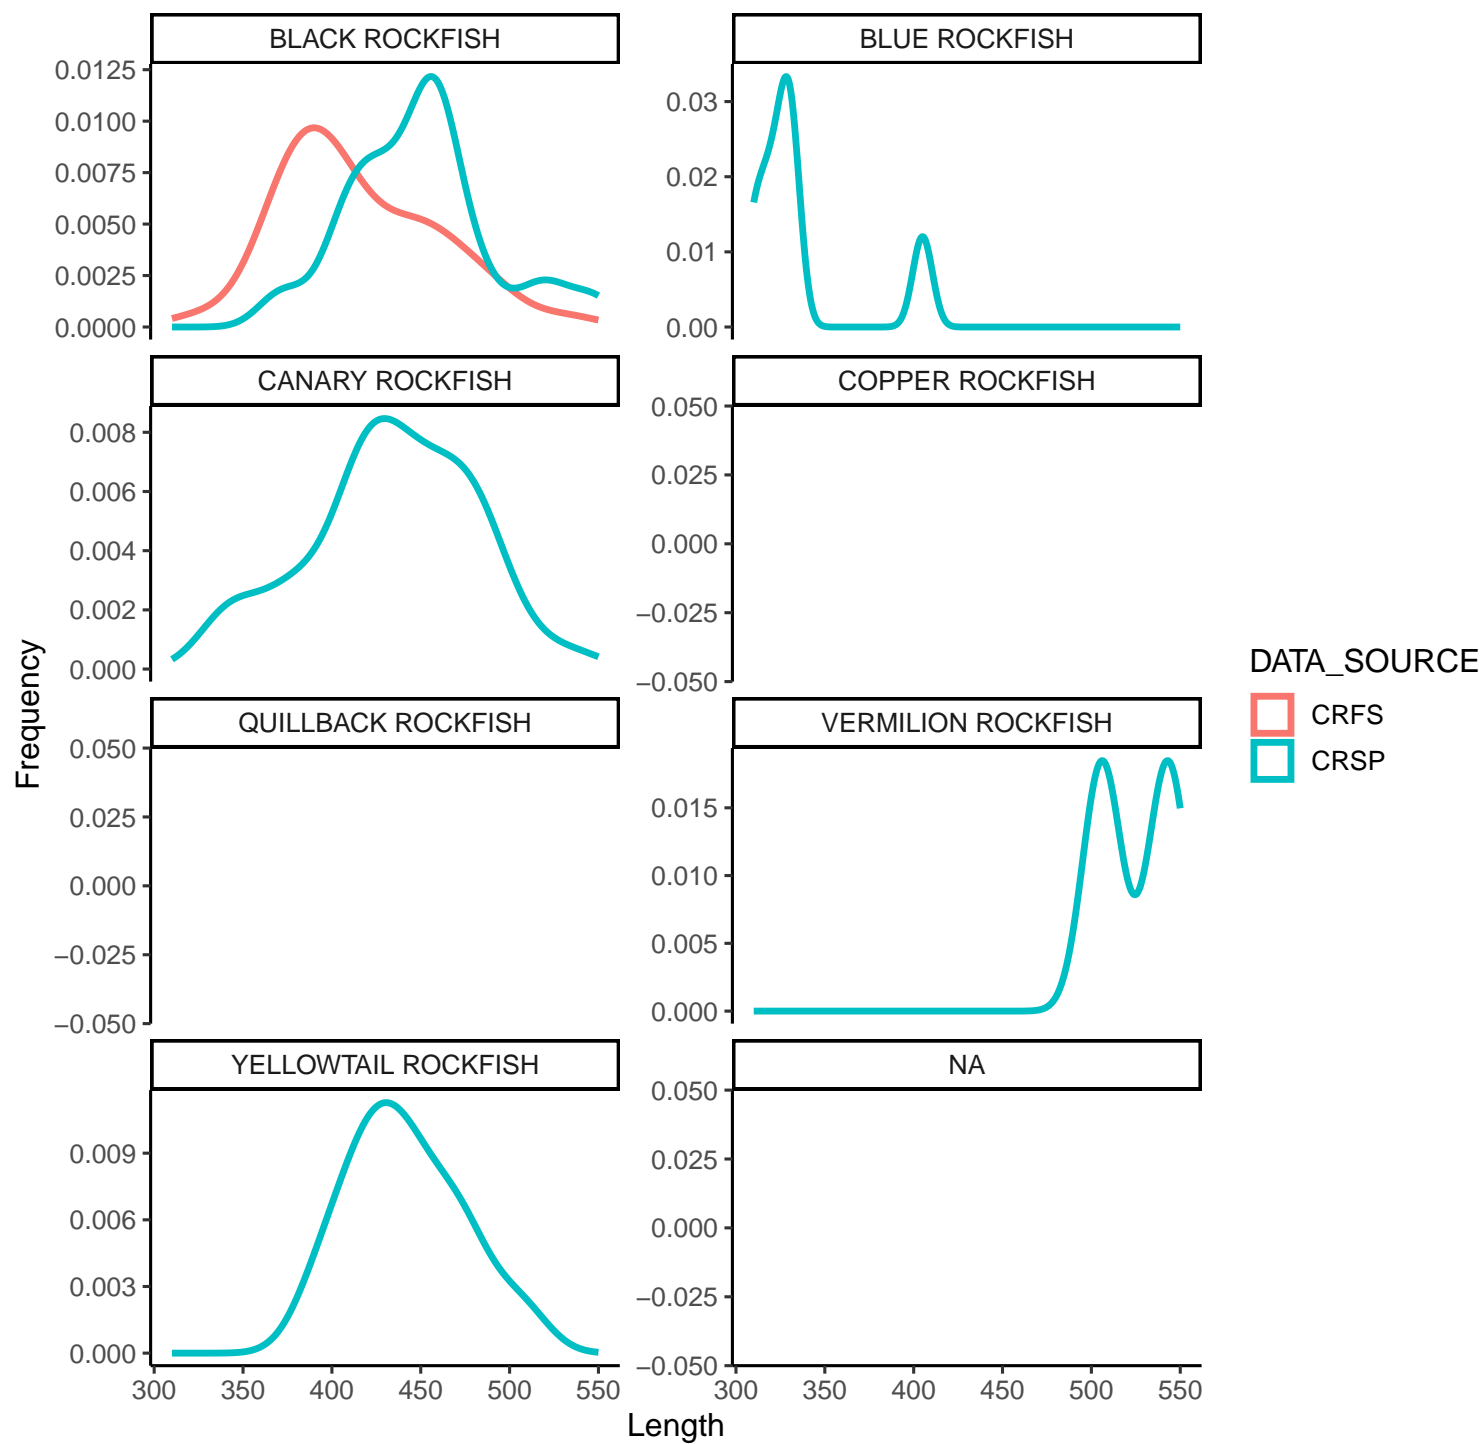 BLACK ROCKFISH
BLUE ROCKFISH
0.0125
0.0100
0.0075
0.0050
0.0025
0.0000
0.03
0.02
0.01
0.00
CANARY ROCKFISH
COPPER ROCKFISH
0.008
0.006
0.004
0.002
0.000
0.050
0.025
0.000
−0.025
−0.050
QUILLBACK ROCKFISH
VERMILION ROCKFISH
0.050
0.025
0.000
−0.025
−0.050
0.015
0.010
0.005
0.000
YELLOWTAIL ROCKFISH
NA
0.009
0.006
0.003
0.000
0.050
0.025
0.000
−0.025
−0.050
300 350 400 450 500 550
300 350 400 450 500 550
Length
Frequency
DATA_SOURCE
CRFS
CRSP